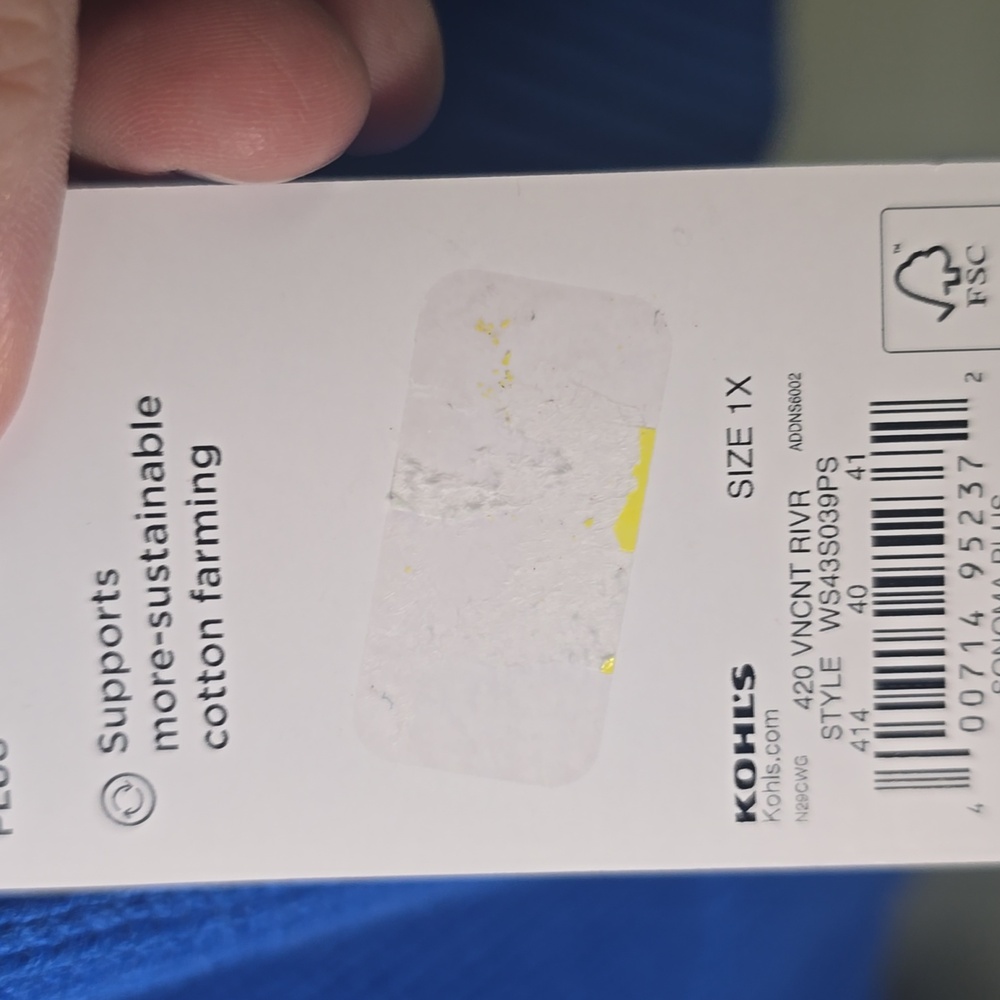 Supports
more-sustainable
cotton farming
KOHL'S SIZE 1X
Kohls.com
N29CWG 420 VNCNT RIVR ADDNS6002
STYLE WS43S039PS
414 40 41
4 00714 95237 2
™
FSC